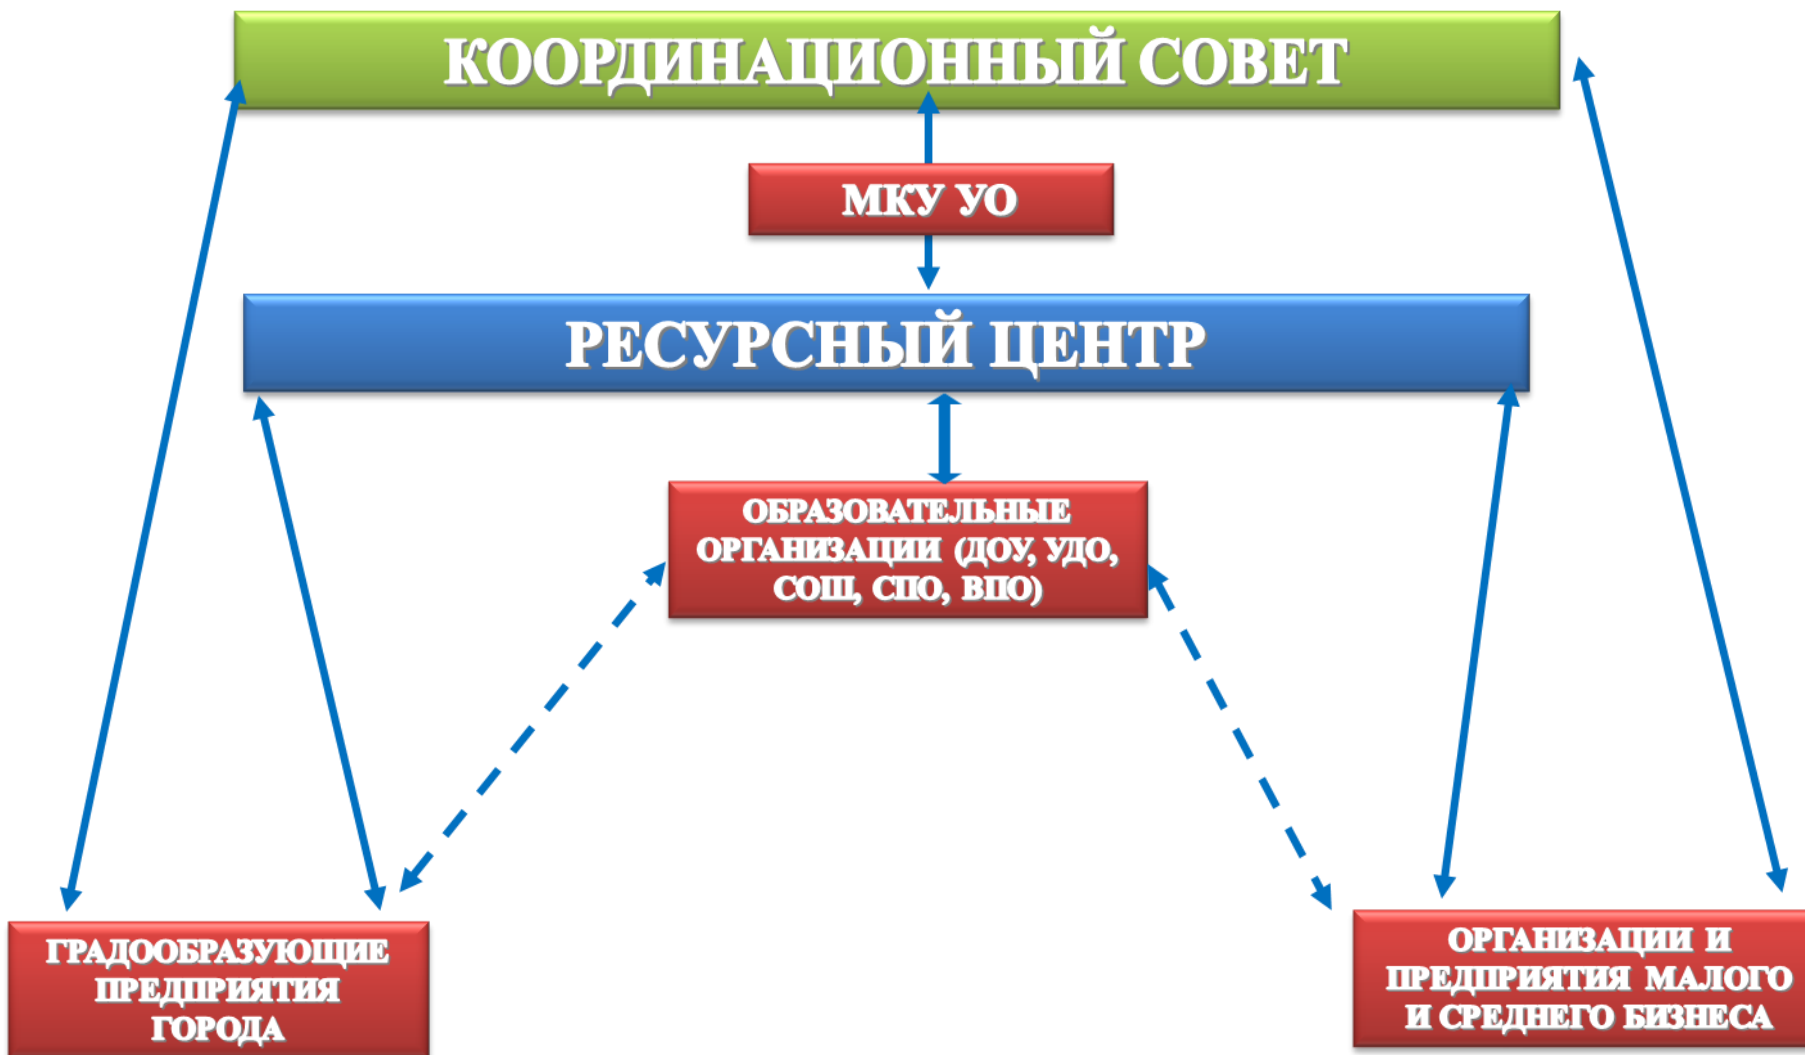 КООРДИНАЦИОННЫЙ СОВЕТ
МКУ УО
РЕСУРСНЫЙ ЦЕНТР
ОБРАЗОВАТЕЛЬНЫЕ
ОРГАНИЗАЦИИ (ДОУ, УДО,
СОШ, СПО, ВПО)
ГРАДООБРАЗУЮЩИЕ
ПРЕДПРИЯТИЯ
ГОРОДА
ОРГАНИЗАЦИИ И
ПРЕДПРИЯТИЯ МАЛОГО
И СРЕДНЕГО БИЗНЕСА